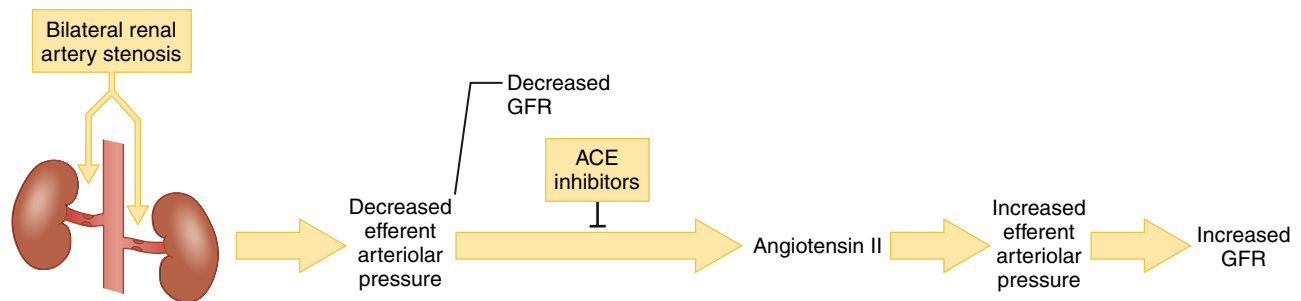 Bilateral renal
artery stenosis
Decreased
GFR
ACE
inhibitors
Decreased
efferent
arteriolar
pressure
Angiotensin II
Increased
efferent
arteriolar
pressure
Increased
GFR